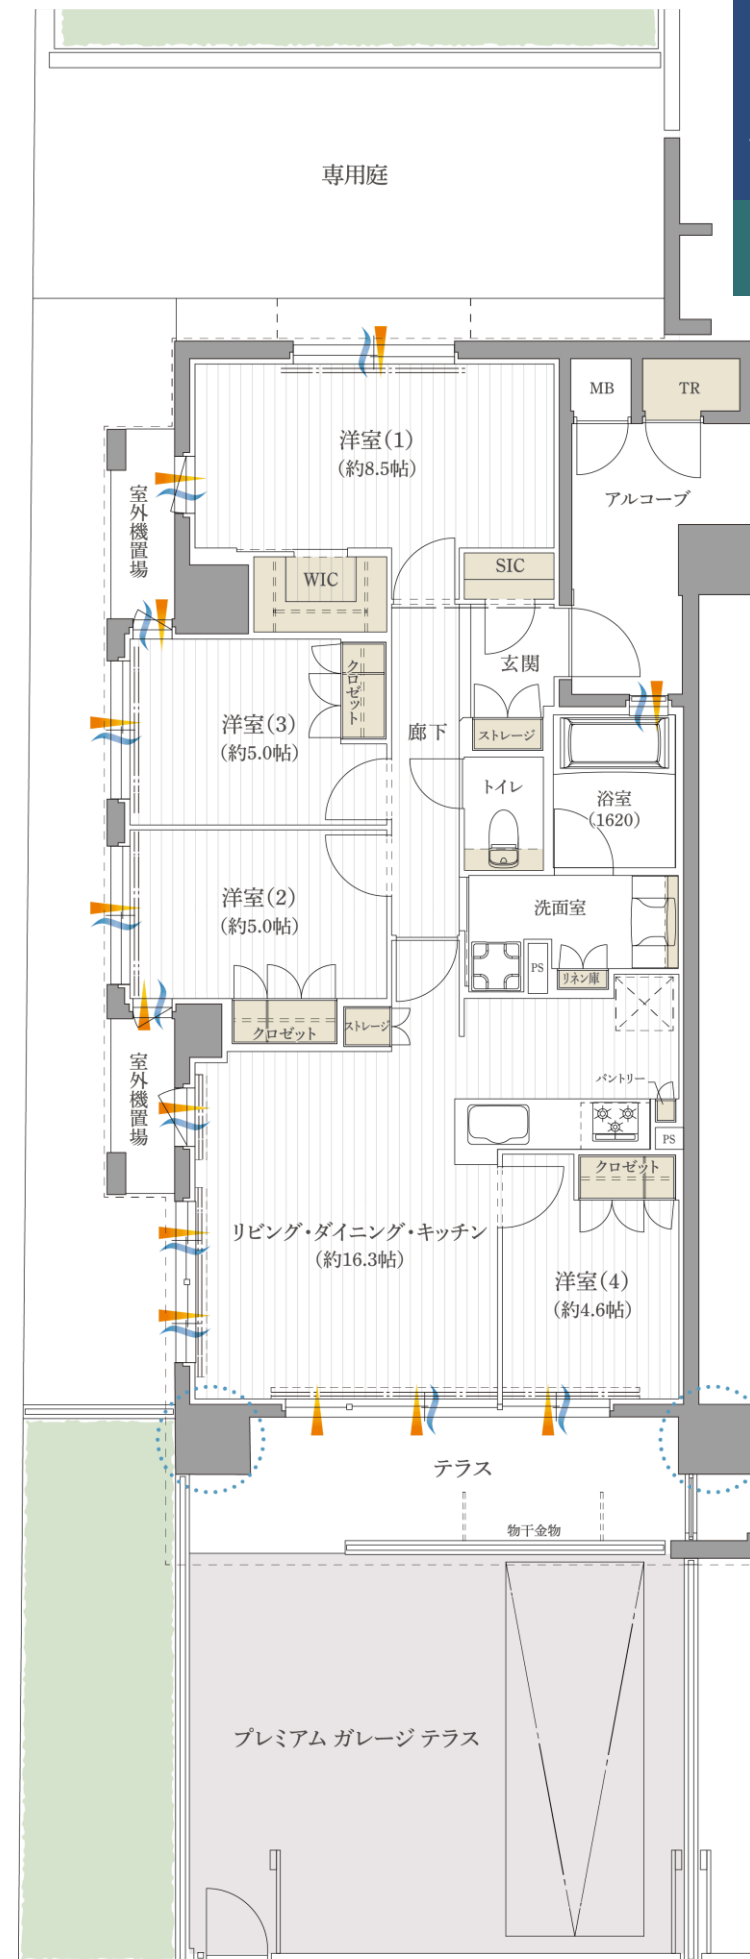 専用庭
MB
TR
洋室(1)
(約8.5帖)
アルコーブ
室外機置場
WIC
SIC
玄関
クロゼット
洋室(3)
(約5.0帖)
廊下
ストレージ
トイレ
浴室
(1620)
洋室(2)
(約5.0帖)
洗面室
PS
リネン庫
クロゼット
ストレージ
室外機置場
パントリー
PS
クロゼット
リビング・ダイニング・キッチン
(約16.3帖)
洋室(4)
(約4.6帖)
テラス
物干金物
プレミアム ガレージ テラス